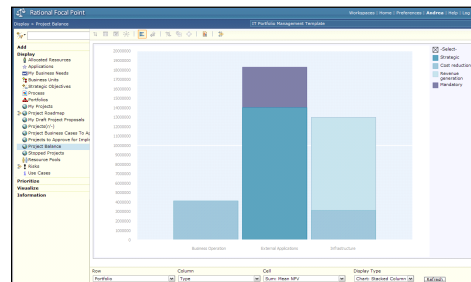 Rational Focal Point
Workspaces | Home | Preferences | Andrea | Help | Log
Display > Project Balance
IT Portfolio Management Template
Add
Display
Allocated Resources
Applications
My Business Needs
Business Units
Strategic Objectives
Process
Portfolios
My Projects
Project Roadmap
My Draft Project Proposals
Projects(+/-)
Project Business Cases To A
Projects to Approve for Impl
Project Balance
Stopped Projects
Resource Pools
Risks
Use Cases
Prioritize
Visualize
Information
-Select-
Strategic
Cost reduction
Revenue
generation
Mandatory
Business Operation
External Applications
Infrastructure
Row
Column
Cell
Display Type
Portfolio
Type
Sum: Mean NPV
Chart: Stacked Column
Refresh